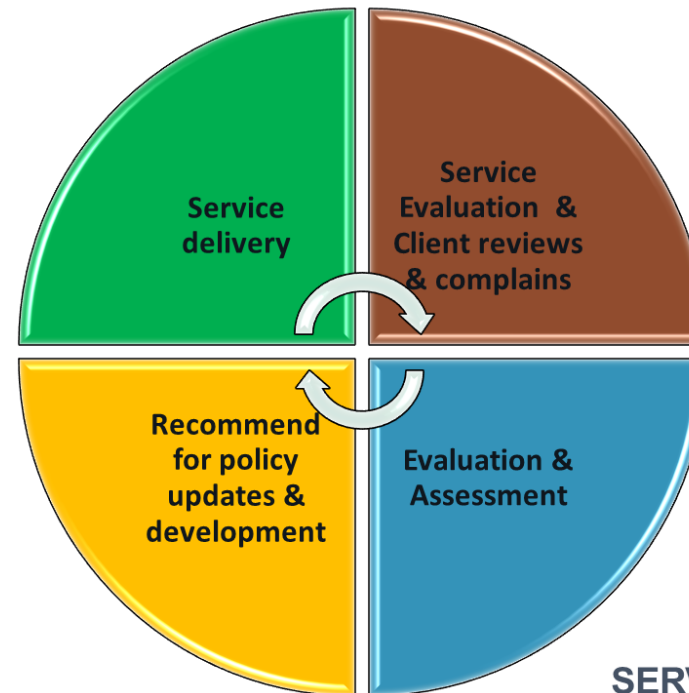 Service
delivery
Service
Evaluation &
Client reviews
& complains
Recommend
for policy
updates &
development
Evaluation &
Assessment
SERV